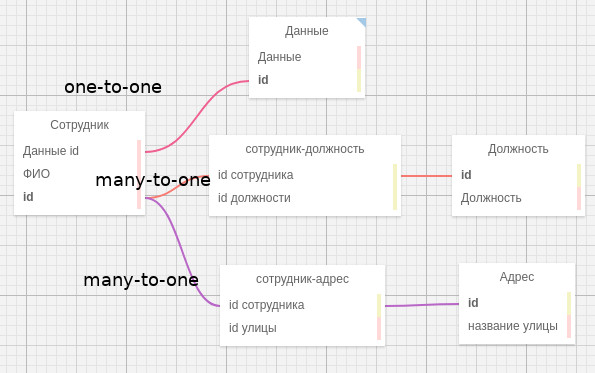 Данные
Данные
id
one-to-one
Сотрудник
Данные id
ФИО
id
many-to-one
сотрудник-должность
id сотрудника
id должности
Должность
id
Должность
many-to-one
сотрудник-адрес
id сотрудника
id улицы
Адрес
id
название улицы